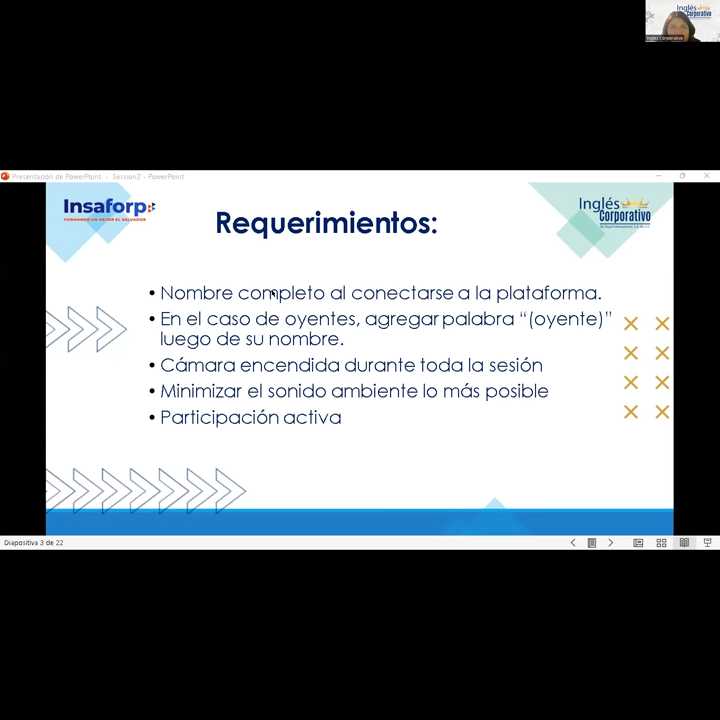 Inglés
Corporativo
Inglés Corporativo
Presentación de PowerPoint - Session2 - PowerPoint
Insaforp
FORMANDO UN MEJOR EL SALVADOR
Requerimientos:
Inglés
Corporativo
• Nombre completo al conectarse a la plataforma.
• En el caso de oyentes, agregar palabra “(oyente)”
luego de su nombre.
• Cámara encendida durante toda la sesión
• Minimizar el sonido ambiente lo más posible
• Participación activa
Diapositiva 3 de 22